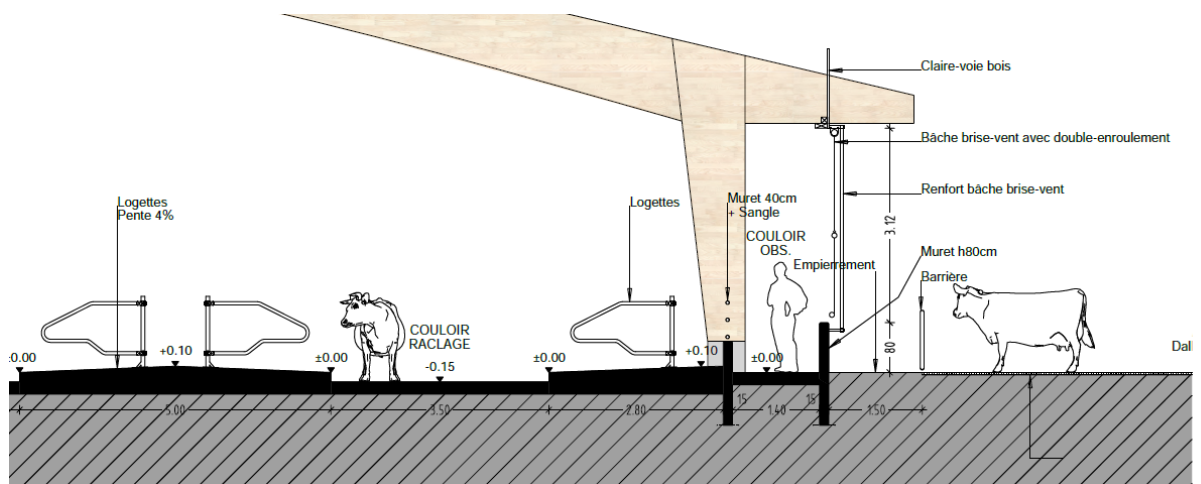 Claire-voie bois
Bâche brise-vent avec double-enroulement
Renfort bâche brise-vent
Logettes
Pente 4%
Logettes
Muret 40cm
+ Sangle
COULOIR
OBS.
Empierrement
3.12
Muret h80cm
Barrière
COULOIR
RACLAGE
±0.00
+0.10
±0.00
-0.15
±0.00
+0.10
±0.00
80
Dall
5.00
3.50
2.80
15
1.40
15
1.50